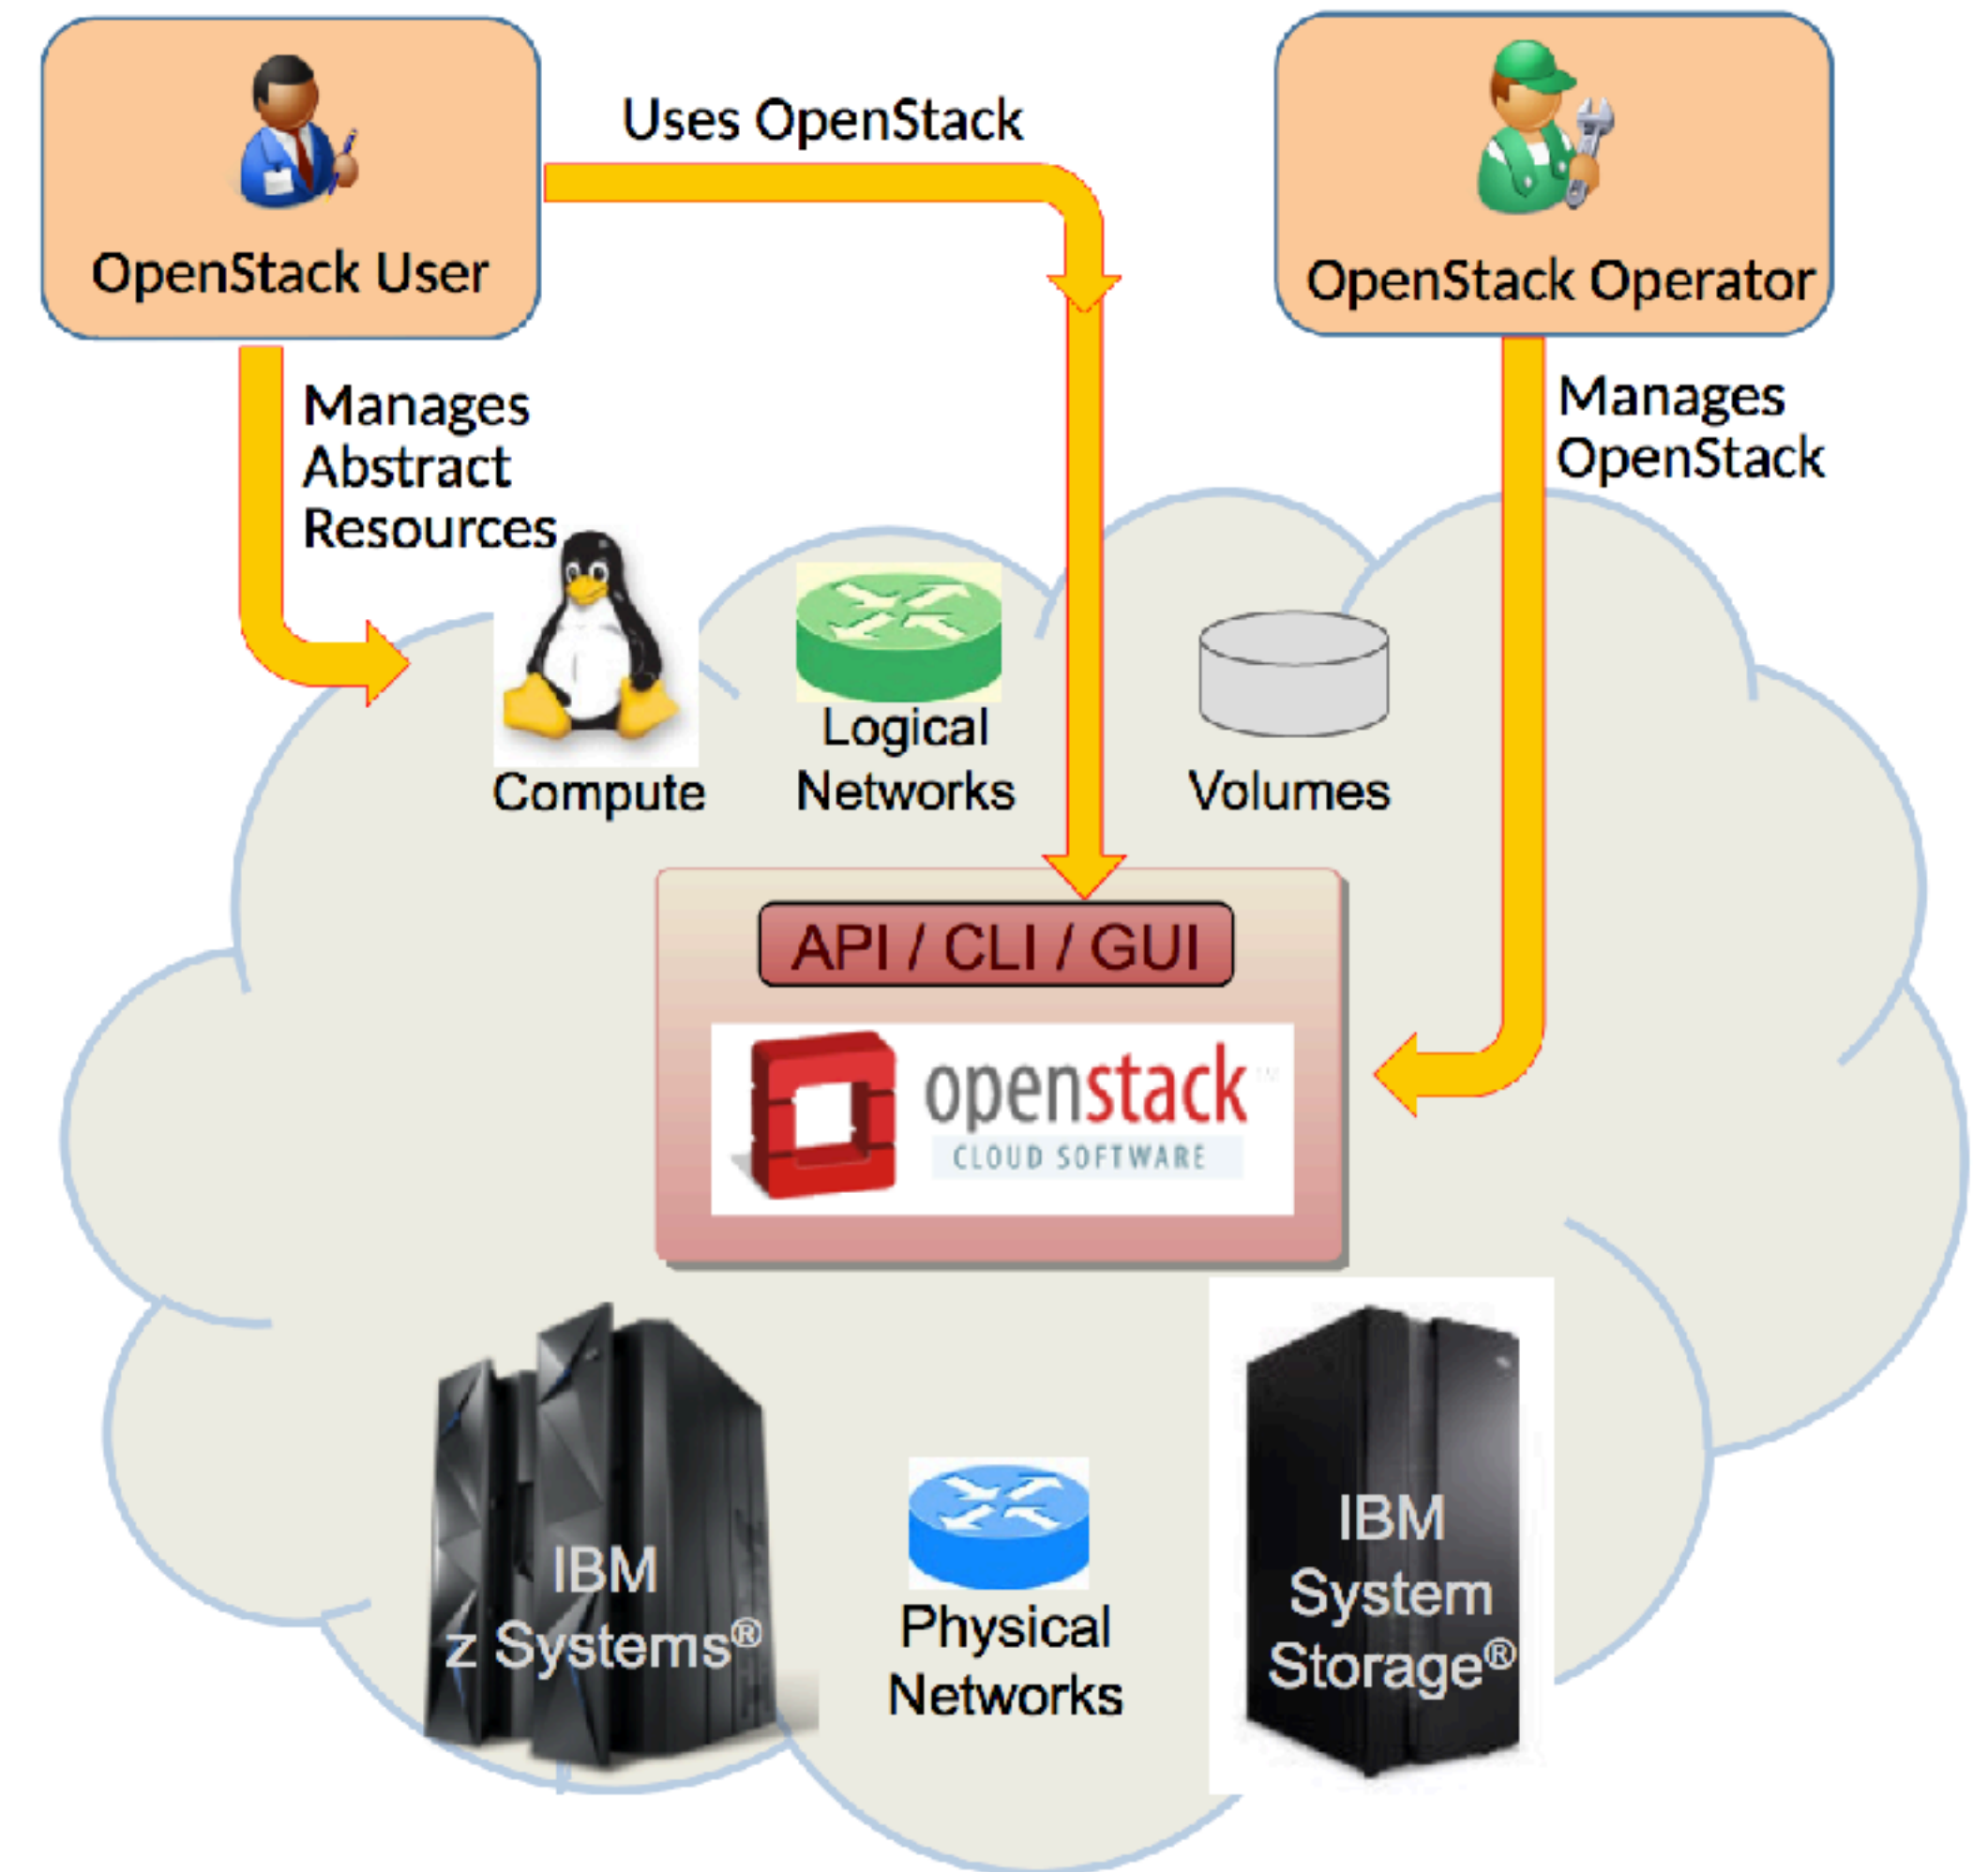 Uses OpenStack
OpenStack User
OpenStack Operator
Manages
Abstract
Resources
Manages
OpenStack
Compute
Logical
Networks
Volumes
API / CLI / GUI
openstack™
CLOUD SOFTWARE
IBM
z Systems®
Physical
Networks
IBM
System
Storage®